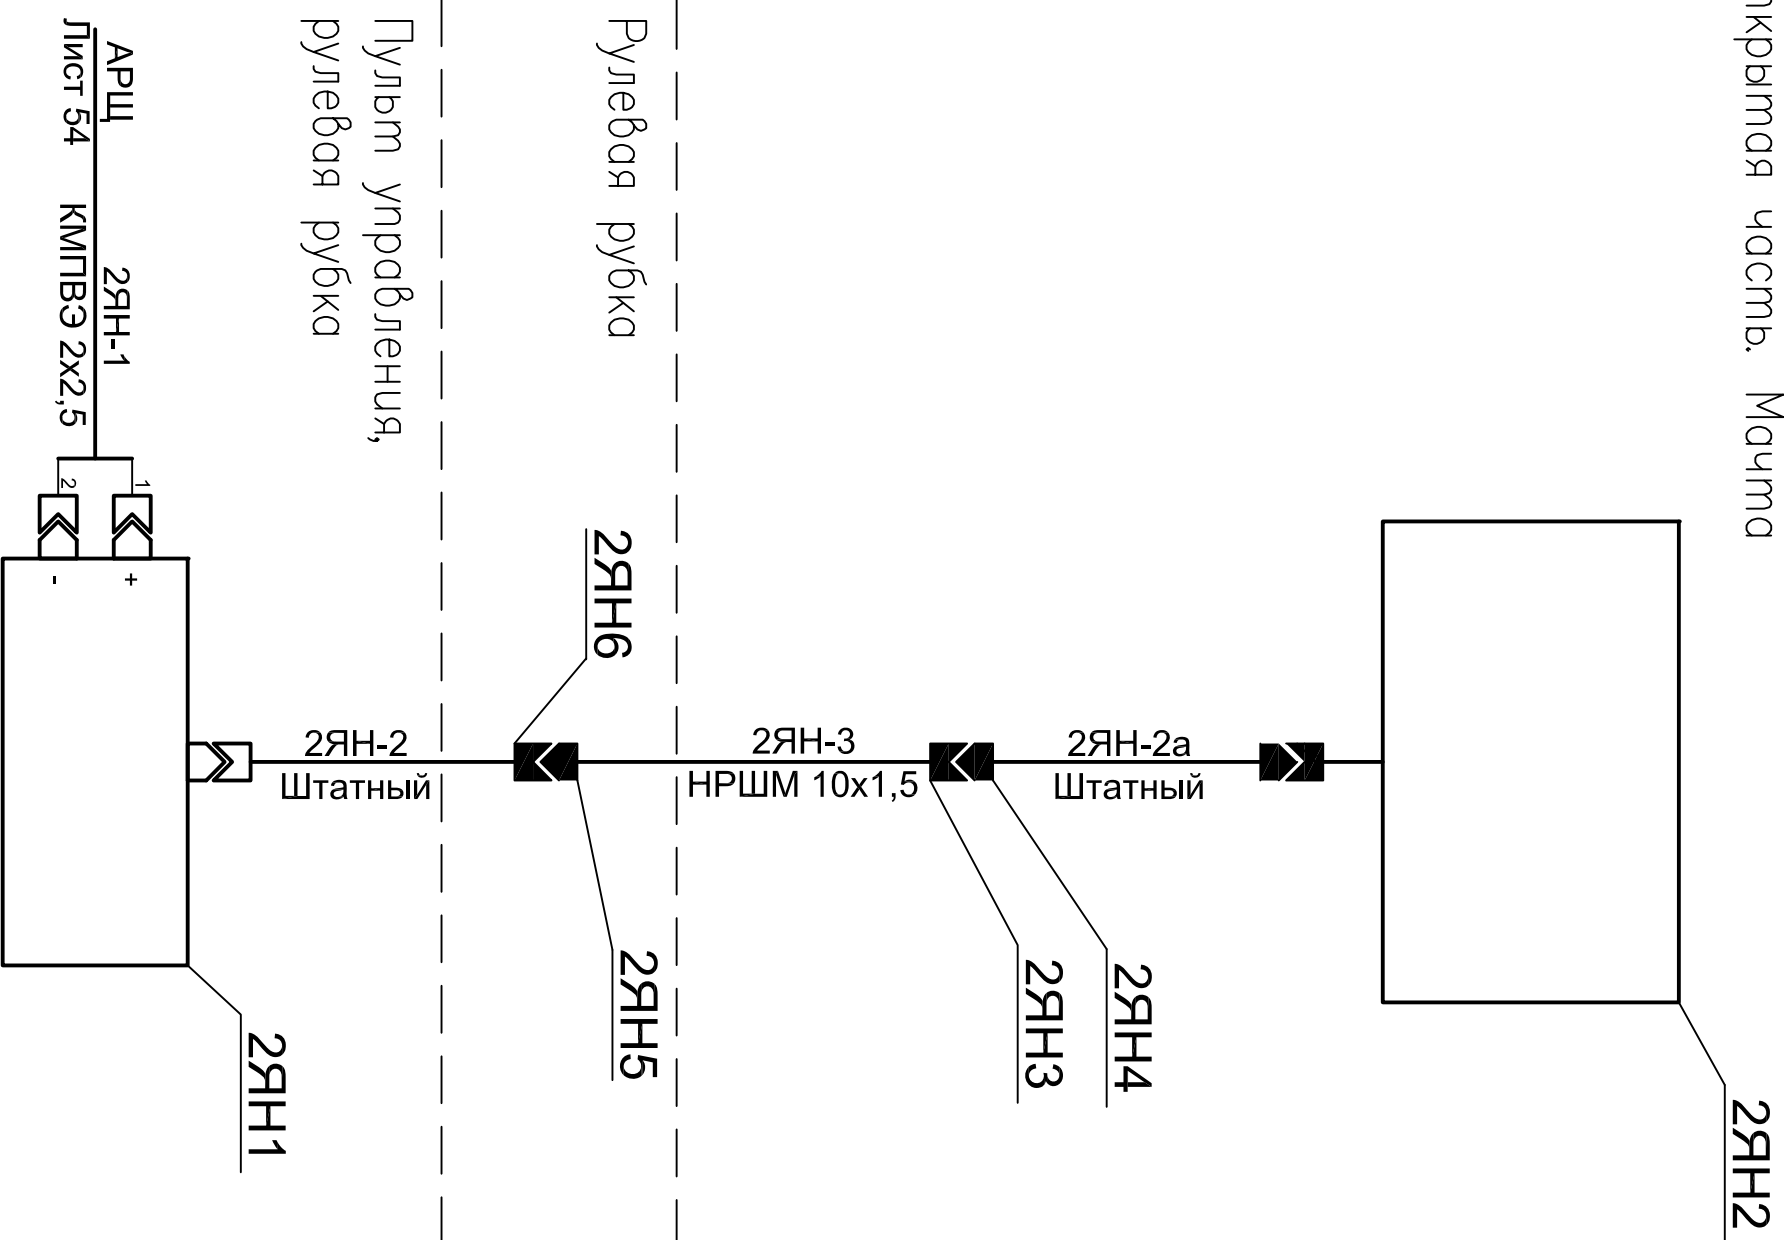 Мачта
крытая часть.
2ЯН2
2ЯН4
2ЯН3
Рулевая рубка
2ЯН6
2ЯН5
Пульт управления,
рулевая рубка
2ЯН-2
Штатный
2ЯН-3
НРШМ 10х1,5
2ЯН-2а
Штатный
АРЩ
Лист 54
2ЯН-1
КМПВЭ 2х2,5
1
2
+
-
2ЯН1